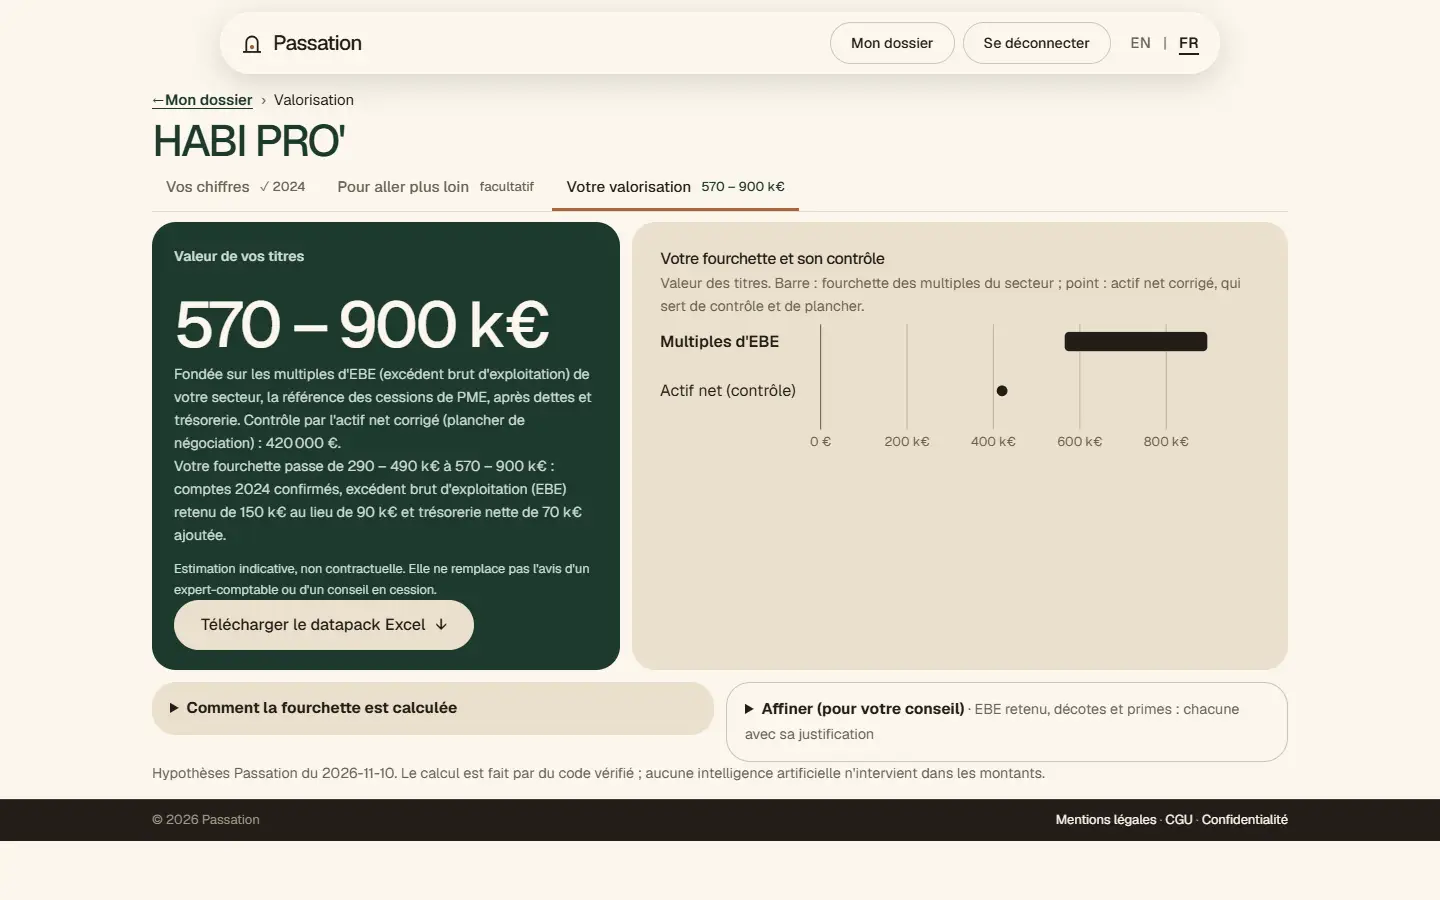 Passation
Mon dossier
Se déconnecter
EN | FR
←Mon dossier › Valorisation
HABI PRO'
Vos chiffres ✓ 2024
Pour aller plus loin facultatif
Votre valorisation 570 – 900 k€
Valeur de vos titres
570 – 900 k€
Fondée sur les multiples d'EBE (excédent brut d'exploitation) de
votre secteur, la référence des cessions de PME, après dettes et
trésorerie. Contrôle par l'actif net corrigé (plancher de
négociation) : 420 000 €.
Votre fourchette passe de 290 – 490 k€ à 570 – 900 k€ :
comptes 2024 confirmés, excédent brut d'exploitation (EBE)
retenu de 150 k€ au lieu de 90 k€ et trésorerie nette de 70 k€
ajoutée.
Estimation indicative, non contractuelle. Elle ne remplace pas l'avis d'un
expert-comptable ou d'un conseil en cession.
Télécharger le datapack Excel ↓
Votre fourchette et son contrôle
Valeur des titres. Barre : fourchette des multiples du secteur ; point : actif net corrigé, qui
sert de contrôle et de plancher.
Multiples d'EBE
Actif net (contrôle)
0 € 200 k€ 400 k€ 600 k€ 800 k€
▶ Comment la fourchette est calculée
▶ Affiner (pour votre conseil) · EBE retenu, décotes et primes : chacune
avec sa justification
Hypothèses Passation du 2026-11-10. Le calcul est fait par du code vérifié ; aucune intelligence artificielle n'intervient dans les montants.
© 2026 Passation
Mentions légales · CGU · Confidentialité